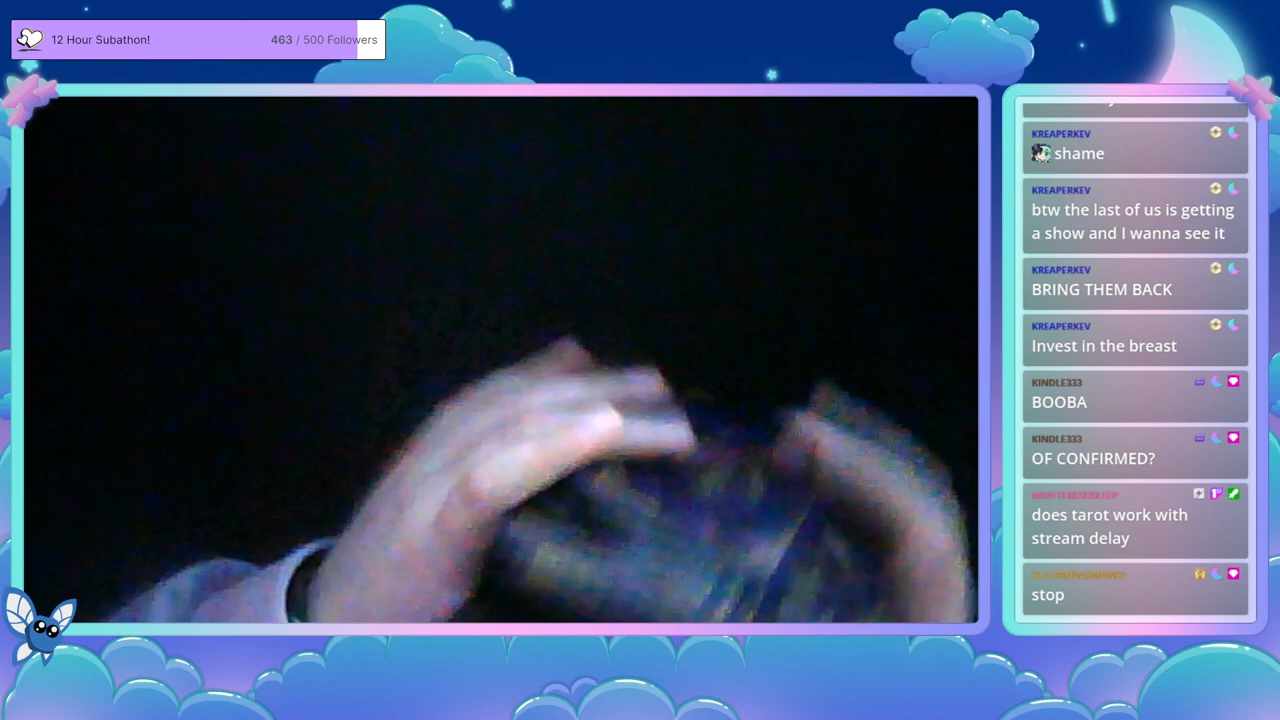 12 Hour Subathon!
463 / 500 Followers
KREAPERKEV
shame
KREAPERKEV
btw the last of us is getting
a show and I wanna see it
KREAPERKEV
BRING THEM BACK
KREAPERKEV
Invest in the breast
KINDLE333
BOOBA
KINDLE333
OF CONFIRMED?
does tarot work with
stream delay
stop